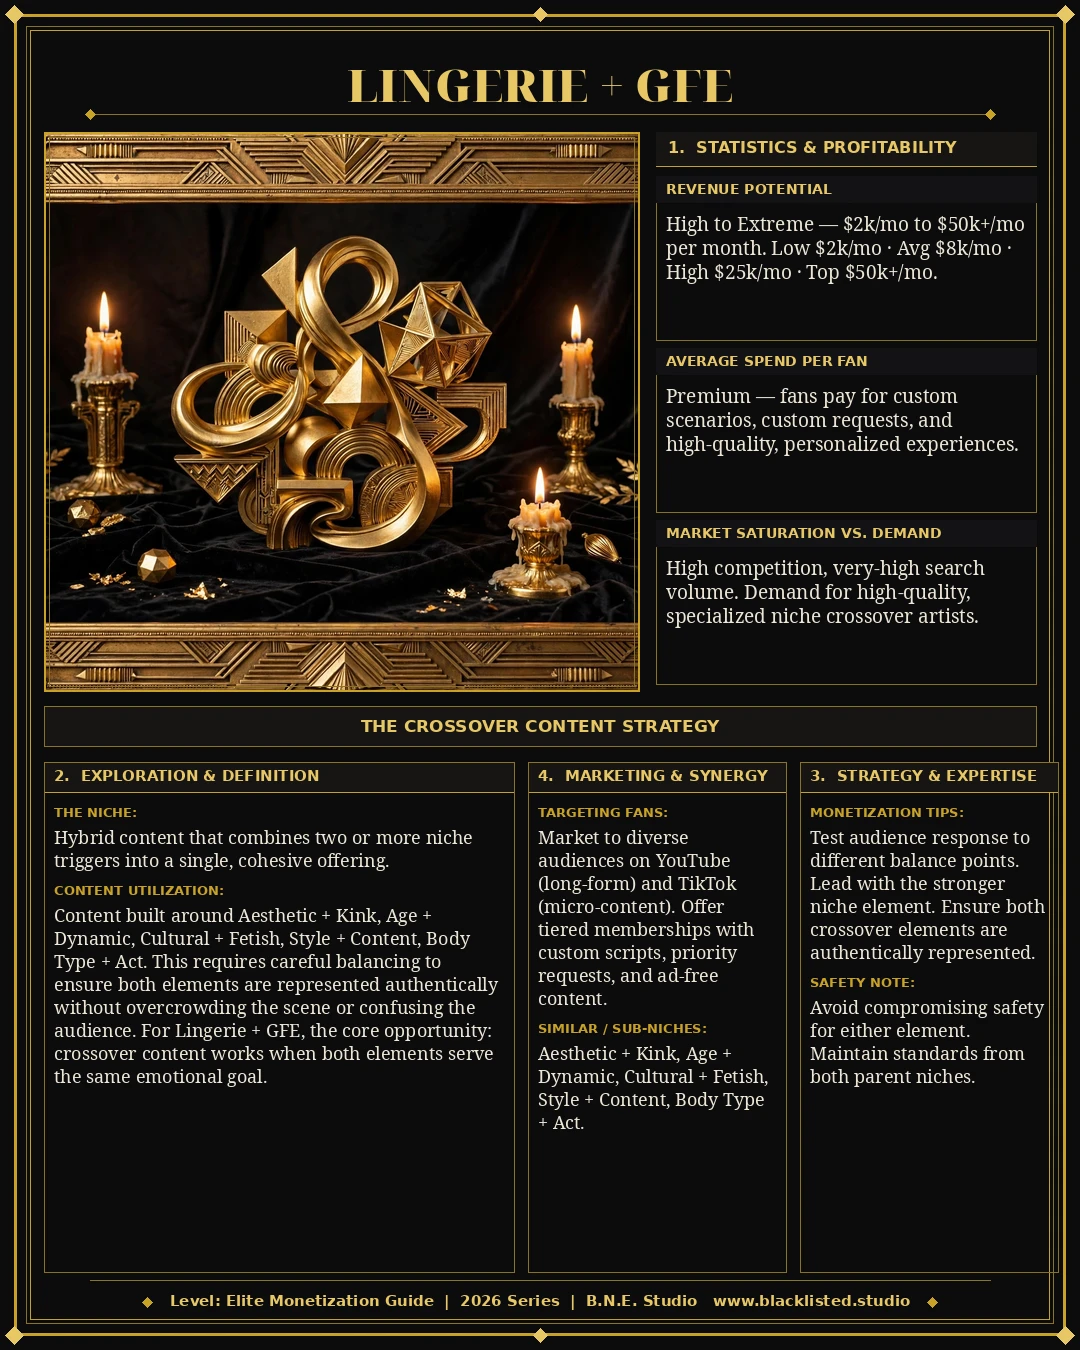 LINGERIE + GFE
1. STATISTICS & PROFITABILITY
REVENUE POTENTIAL
High to Extreme — $2k/mo to $50k+/mo
per month. Low $2k/mo · Avg $8k/mo ·
High $25k/mo · Top $50k+/mo.
AVERAGE SPEND PER FAN
Premium — fans pay for custom
scenarios, custom requests, and
high-quality, personalized experiences.
MARKET SATURATION VS. DEMAND
High competition, very-high search
volume. Demand for high-quality,
specialized niche crossover artists.
THE CROSSOVER CONTENT STRATEGY
2. EXPLORATION & DEFINITION
THE NICHE:
Hybrid content that combines two or more niche
triggers into a single, cohesive offering.
CONTENT UTILIZATION:
Content built around Aesthetic + Kink, Age +
Dynamic, Cultural + Fetish, Style + Content, Body
Type + Act. This requires careful balancing to
ensure both elements are represented authentically
without overcrowding the scene or confusing the
audience. For Lingerie + GFE, the core opportunity:
crossover content works when both elements serve
the same emotional goal.
4. MARKETING & SYNERGY
TARGETING FANS:
Market to diverse
audiences on YouTube
(long-form) and TikTok
(micro-content). Offer
tiered memberships with
custom scripts, priority
requests, and ad-free
content.
SIMILAR / SUB-NICHES:
Aesthetic + Kink, Age +
Dynamic, Cultural + Fetish,
Style + Content, Body Type
+ Act.
3. STRATEGY & EXPERTISE
MONETIZATION TIPS:
Test audience response to
different balance points.
Lead with the stronger
niche element. Ensure both
crossover elements are
authentically represented.
SAFETY NOTE:
Avoid compromising safety
for either element.
Maintain standards from
both parent niches.
Level: Elite Monetization Guide | 2026 Series | B.N.E. Studio www.blacklisted.studio